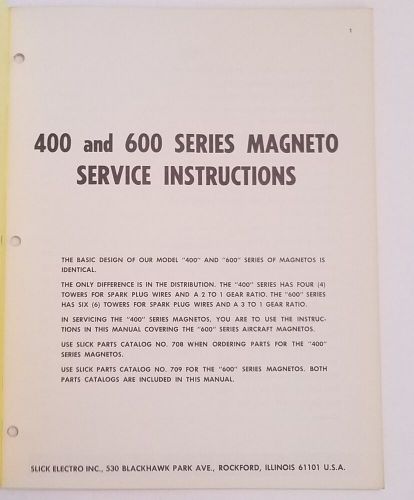 1
400 and 600 SERIES MAGNETO
SERVICE INSTRUCTIONS
THE BASIC DESIGN OF OUR MODEL "400" AND "600" SERIES OF MAGNETOS IS
IDENTICAL.
THE ONLY DIFFERENCE IS IN THE DISTRIBUTION. THE "400" SERIES HAS FOUR (4)
TOWERS FOR SPARK PLUG WIRES AND A 2 TO 1 GEAR RATIO. THE "600" SERIES
HAS SIX (6) TOWERS FOR SPARK PLUG WIRES AND A 3 TO 1 GEAR RATIO.
IN SERVICING THE "400" SERIES MAGNETOS, YOU ARE TO USE THE INSTRUC-
TIONS IN THIS MANUAL COVERING THE "600" SERIES AIRCRAFT MAGNETOS.
USE SLICK PARTS CATALOG NO. 708 WHEN ORDERING PARTS FOR THE "400"
SERIES MAGNETOS.
USE SLICK PARTS CATALOG NO. 709 FOR THE "600" SERIES MAGNETOS. BOTH
PARTS CATALOGS ARE INCLUDED IN THIS MANUAL.
SLICK ELECTRO INC., 530 BLACKHAWK PARK AVE., ROCKFORD, ILLINOIS 61101 U.S.A.